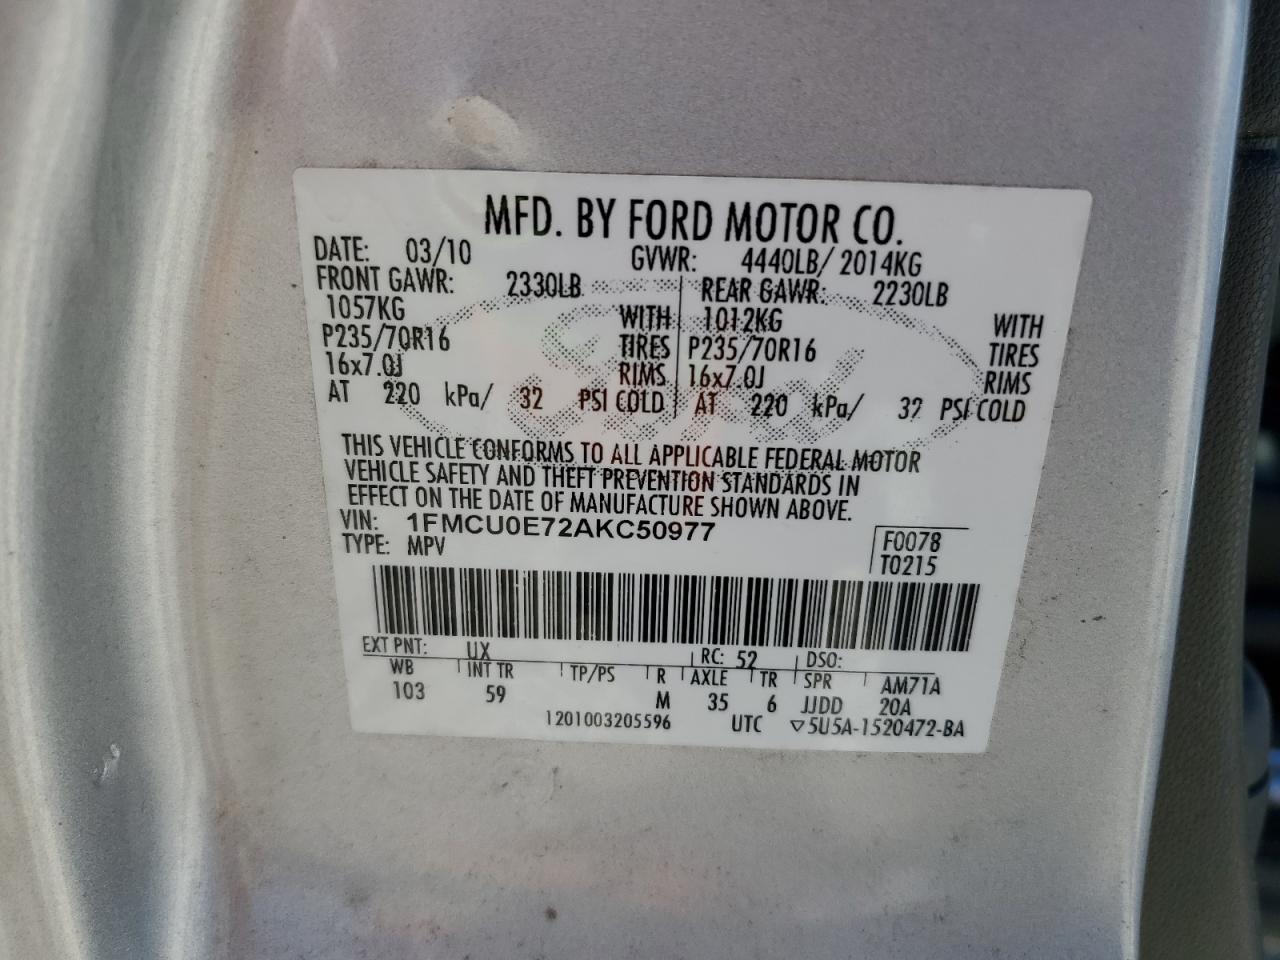 MFD. BY FORD MOTOR CO.
DATE: 03/10 GVWR: 4440LB/ 2014KG
FRONT GAWR: 2330LB REAR GAWR: 2230LB
1057KG WITH 1012KG WITH
P235/70R16 TIRES P235/70R16 TIRES
16x7.0J RIMS 16x7.0J RIMS
AT 220 kPa/ 32 PSI COLD AT 220 kPa/ 32 PSI COLD
Ford
THIS VEHICLE CONFORMS TO ALL APPLICABLE FEDERAL MOTOR
VEHICLE SAFETY AND THEFT PREVENTION STANDARDS IN
EFFECT ON THE DATE OF MANUFACTURE SHOWN ABOVE.
VIN: 1FMCU0E72AKC50977 F0078
TYPE: MPV T0215
EXT PNT: UX RC: 52 DSO:
WB INT TR TP/PS R AXLE TR SPR AM71A
103 59 M 35 6 JJDD 20A
1201003205596 UTC ▽5U5A-1520472-BA